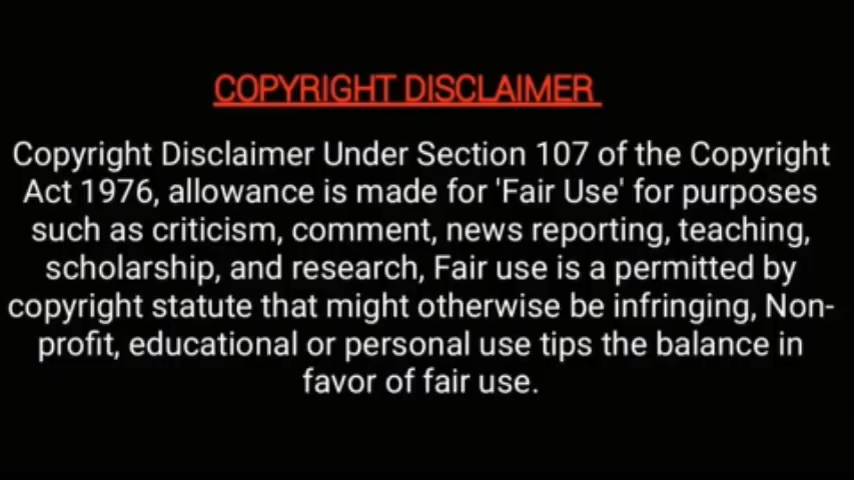 COPYRIGHT DISCLAIMER
Copyright Disclaimer Under Section 107 of the Copyright
Act 1976, allowance is made for 'Fair Use' for purposes
such as criticism, comment, news reporting, teaching,
scholarship, and research, Fair use is a permitted by
copyright statute that might otherwise be infringing, Non-
profit, educational or personal use tips the balance in
favor of fair use.